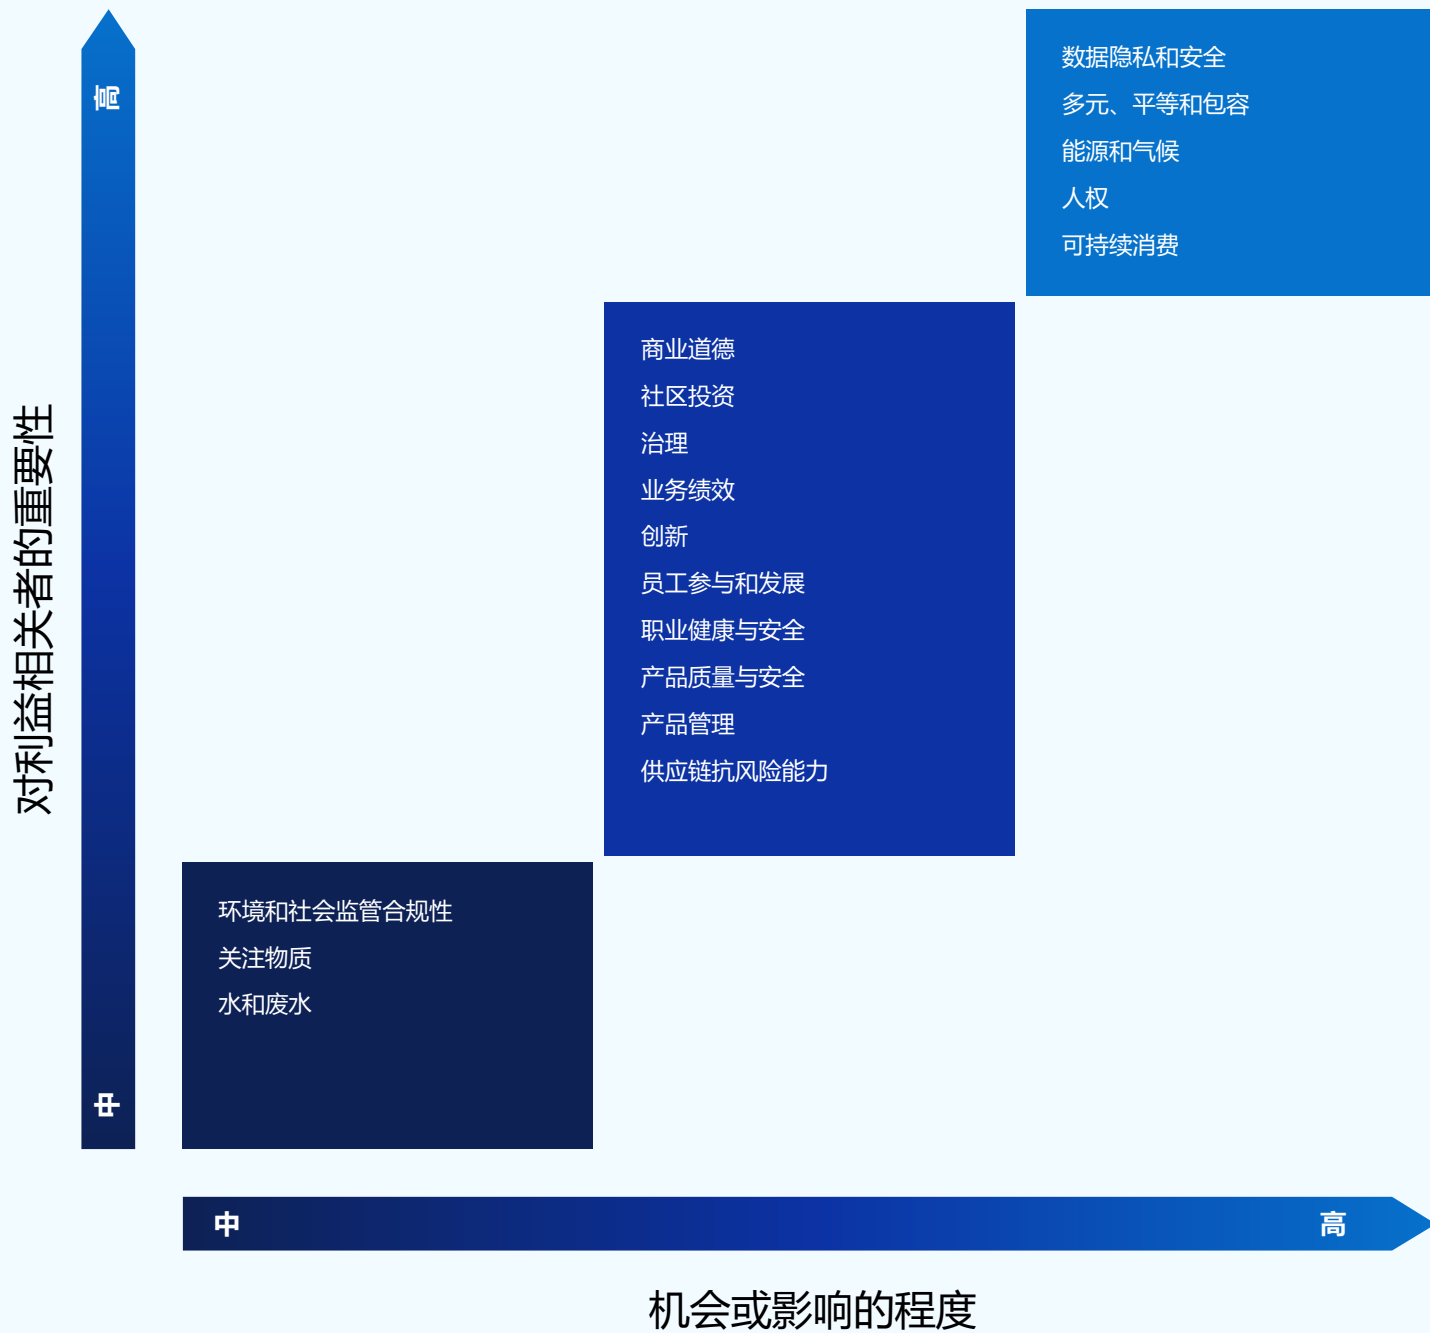 对利益相关者的重要性
高
中
数据隐私和安全
多元、平等和包容
能源和气候
人权
可持续消费
商业道德
社区投资
治理
业务绩效
创新
员工参与和发展
职业健康与安全
产品质量与安全
产品管理
供应链抗风险能力
环境和社会监管合规性
关注物质
水和废水
中
高
机会或影响的程度